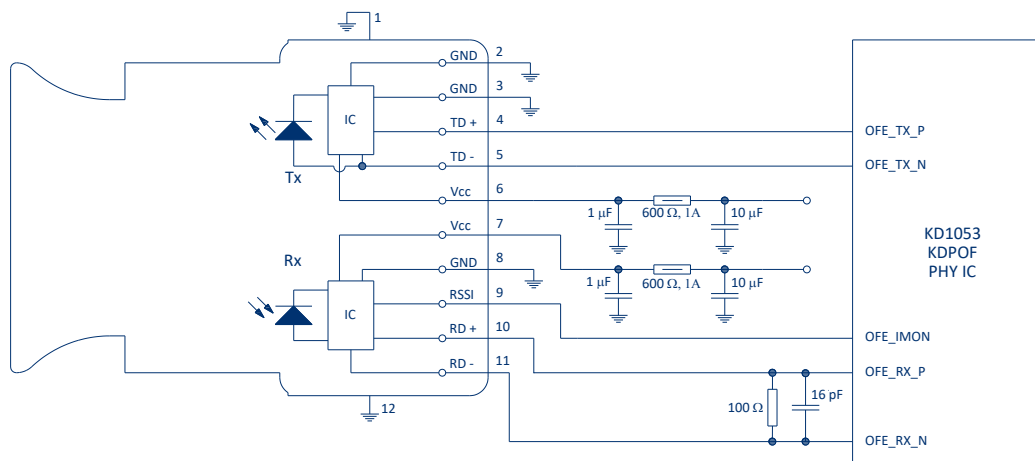 1
GND 2
GND 3
TD + 4
OFE_TX_P
IC
TD - 5
OFE_TX_N
Tx
Vcc 6
1 µF 600 Ω, 1A 10 µF
Vcc 7
KD1053
KDPOF
PHY IC
Rx
GND 8
1 µF 600 Ω, 1A 10 µF
RSSI 9
IC
RD + 10
OFE_IMON
RD - 11
OFE_RX_P
16 pF
100 Ω
12
OFE_RX_N